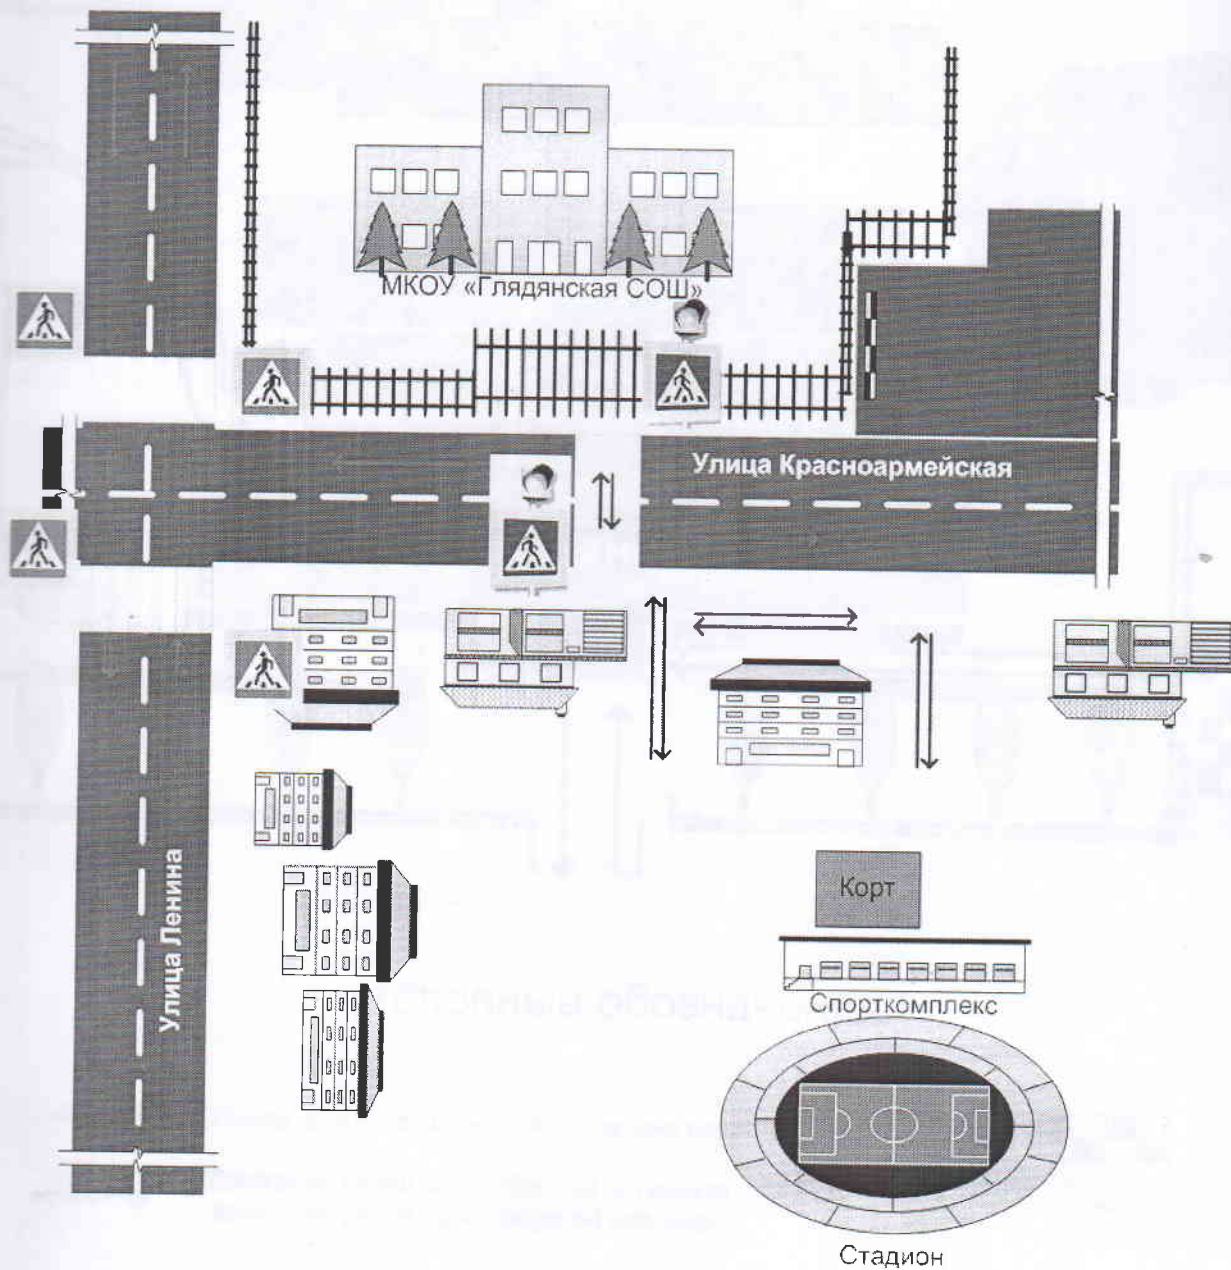 МКОУ «Глядянская СОШ»
Улица Красноармейская
Улица Ленина
Корт
Спорткомплекс
Стадион